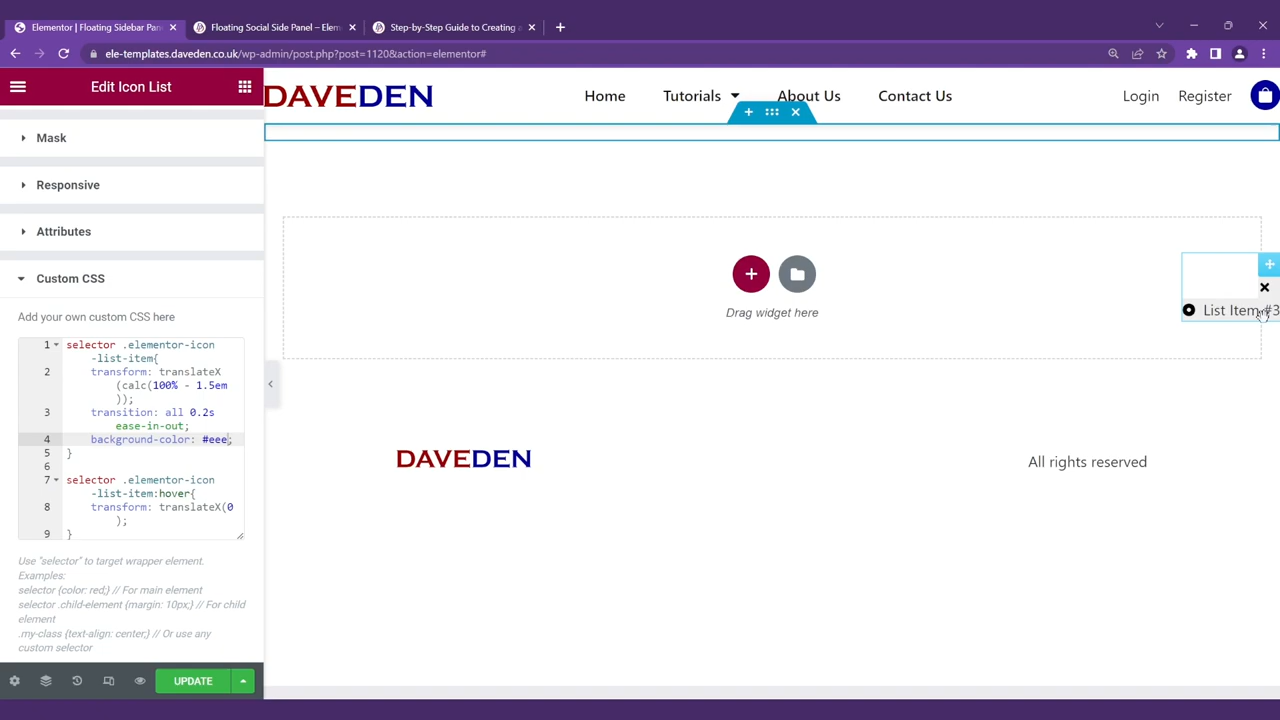 Elementor | Floating Sidebar Pan
Floating Social Side Panel – Elem
Step-by-Step Guide to Creating a
ele-templates.daveden.co.uk/wp-admin/post.php?post=1120&action=elementor#
Edit Icon List
DAVEDEN
Home
Tutorials
About Us
Contact Us
Login
Register
Mask
Responsive
Attributes
Custom CSS
Add your own custom CSS here
1 selector .elementor-icon
-list-item{
2 transform: translateX
(calc(100% - 1.5em
));
3 transition: all 0.2s
ease-in-out;
4 background-color: #eee;
5 }
6
7 selector .elementor-icon
-list-item:hover{
8 transform: translateX(0
);
9 }
Use "selector" to target wrapper element.
Examples:
selector {color: red;} // For main element
selector .child-element {margin: 10px;} // For child
element
.my-class {text-align: center;} // Or use any
custom selector
UPDATE
Drag widget here
List Item #3
DAVEDEN
All rights reserved